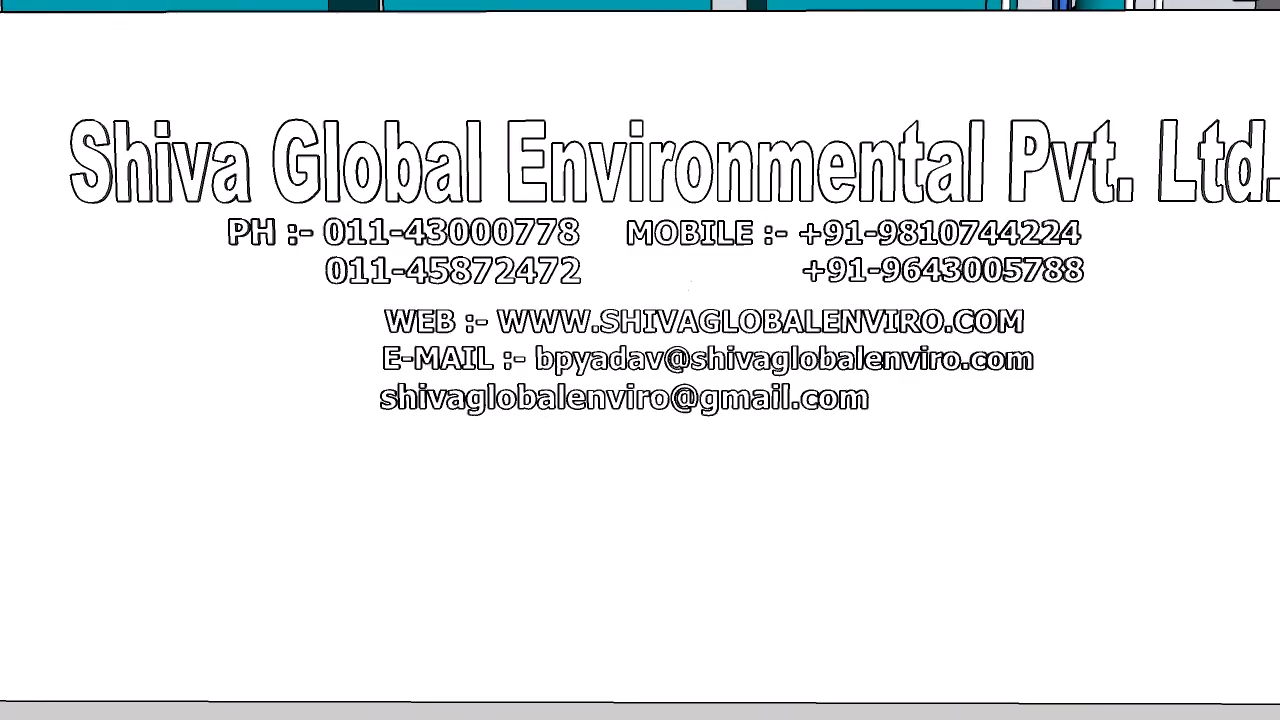 Shiva Global Environmental Pvt. Ltd.
PH :- 011-43000778 MOBILE :- +91-9810744224
011-45872472 +91-9643005788
WEB :- WWW.SHIVAGLOBALENVIRO.COM
E-MAIL :- bpyadav@shivaglobalenviro.com
shivaglobalenviro@gmail.com